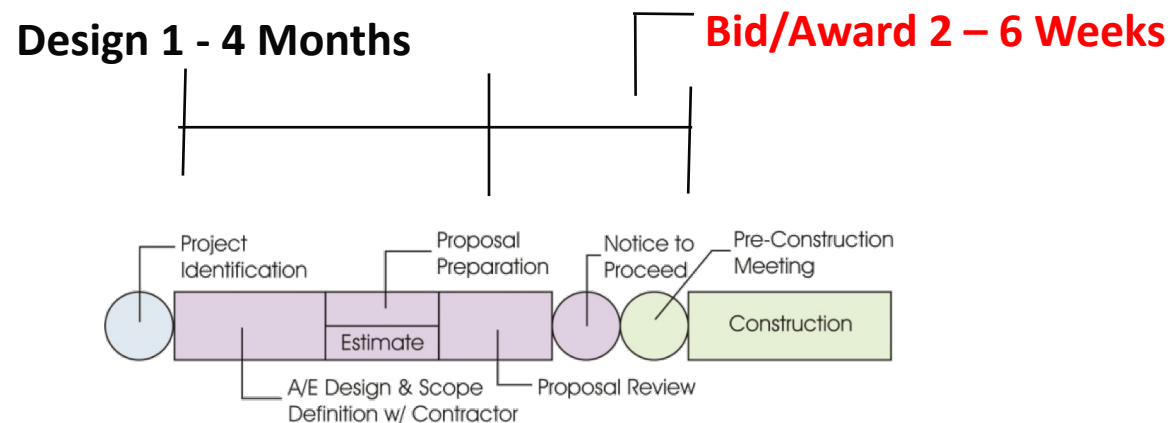 Design 1 - 4 Months
Bid/Award 2 – 6 Weeks
Project
Identification
Proposal
Preparation
Notice to
Proceed
Pre-Construction
Meeting
Estimate
Construction
A/E Design & Scope
Definition w/ Contractor
Proposal Review